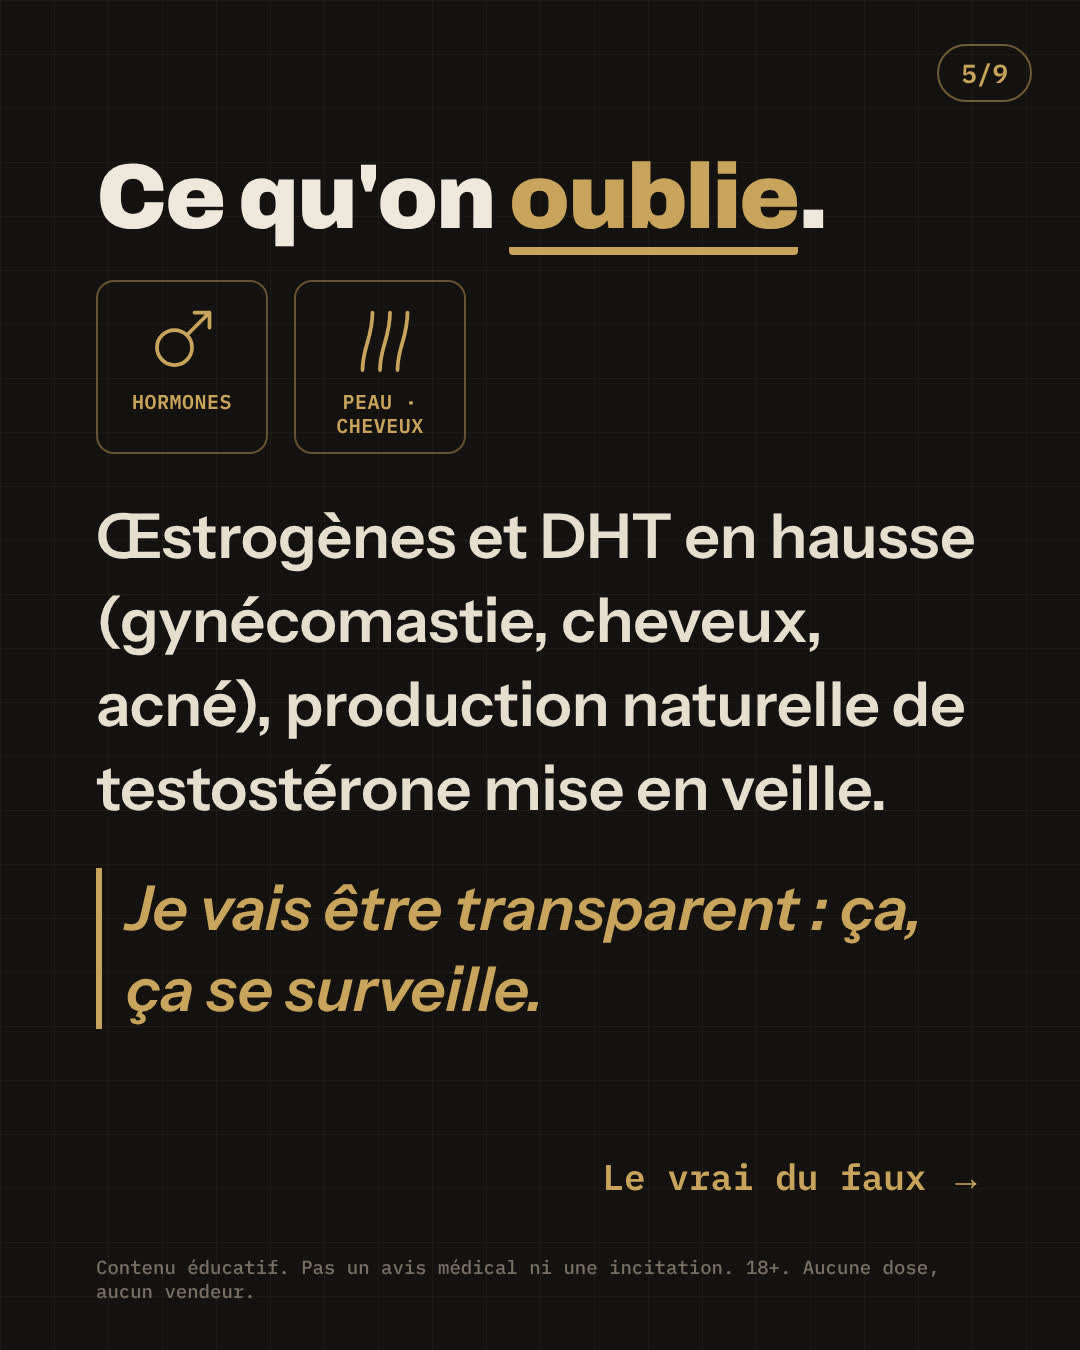 5/9
Ce qu'on oublie.
HORMONES
PEAU ·
CHEVEUX
Œstrogènes et DHT en hausse
(gynécomastie, cheveux,
acné), production naturelle de
testostérone mise en veille.
Je vais être transparent : ça,
ça se surveille.
Le vrai du faux →
Contenu éducatif. Pas un avis médical ni une incitation. 18+. Aucune dose,
aucun vendeur.